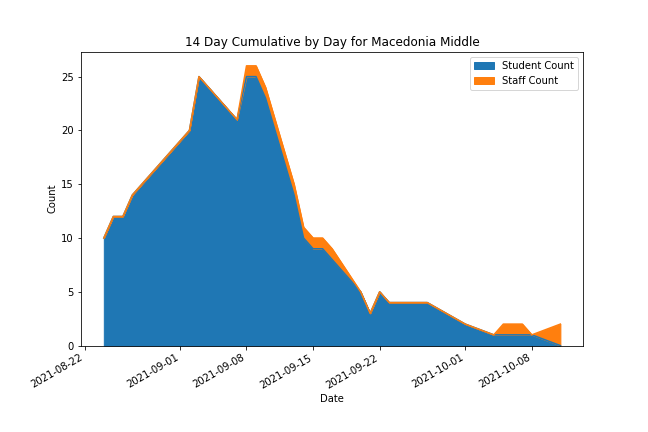 14 Day Cumulative by Day for Macedonia Middle
Student Count
Staff Count
Count
25
20
15
10
5
0
2021-08-22
2021-09-01
2021-09-08
2021-09-15
2021-09-22
2021-10-01
2021-10-08
Date